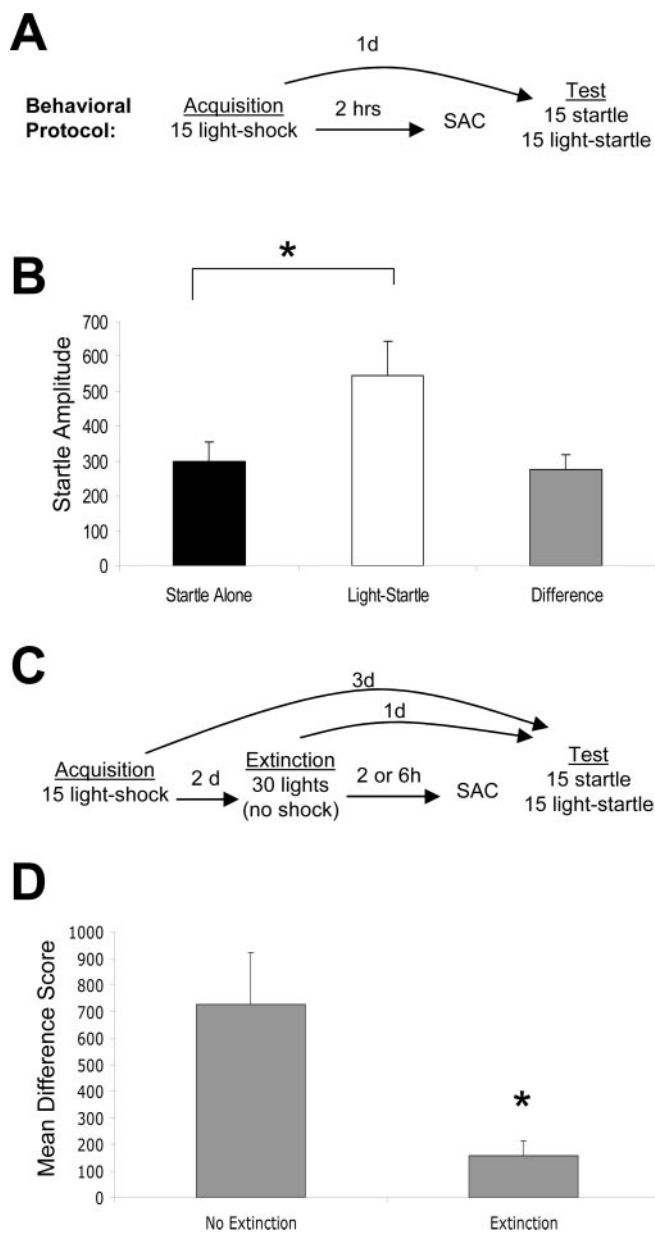 A
1d
Behavioral Protocol:
Acquisition
15 light-shock
2 hrs
SAC
Test
15 startle
15 light-startle
B
*
Startle Amplitude
700
600
500
400
300
200
100
0
Startle Alone
Light-Startle
Difference
C
3d
1d
Acquisition
15 light-shock
2 d
Extinction
30 lights
(no shock)
2 or 6h
SAC
Test
15 startle
15 light-startle
D
Mean Difference Score
1000
900
800
700
600
500
400
300
200
100
0
*
No Extinction
Extinction